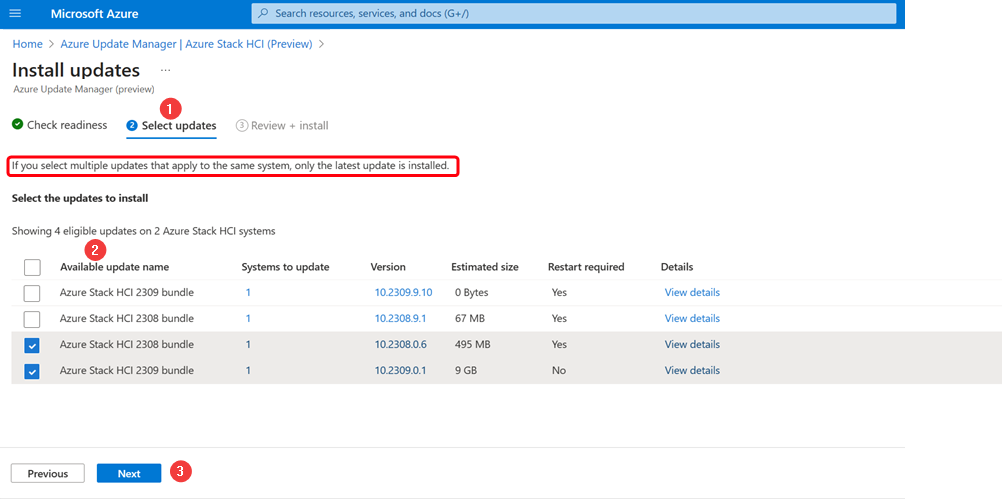 Microsoft Azure
Search resources, services, and docs (G+/)
Home > Azure Update Manager | Azure Stack HCI (Preview) >
Install updates ...
Azure Update Manager (preview)
1
Check readiness 2 Select updates 3 Review + install
If you select multiple updates that apply to the same system, only the latest update is installed.
Select the updates to install
Showing 4 eligible updates on 2 Azure Stack HCI systems
2
Available update name Systems to update Version Estimated size Restart required Details
Azure Stack HCI 2309 bundle 1 10.2309.9.10 0 Bytes Yes View details
Azure Stack HCI 2308 bundle 1 10.2308.9.1 67 MB Yes View details
Azure Stack HCI 2308 bundle 1 10.2308.0.6 495 MB Yes View details
Azure Stack HCI 2309 bundle 1 10.2309.0.1 9 GB No View details
Previous Next 3